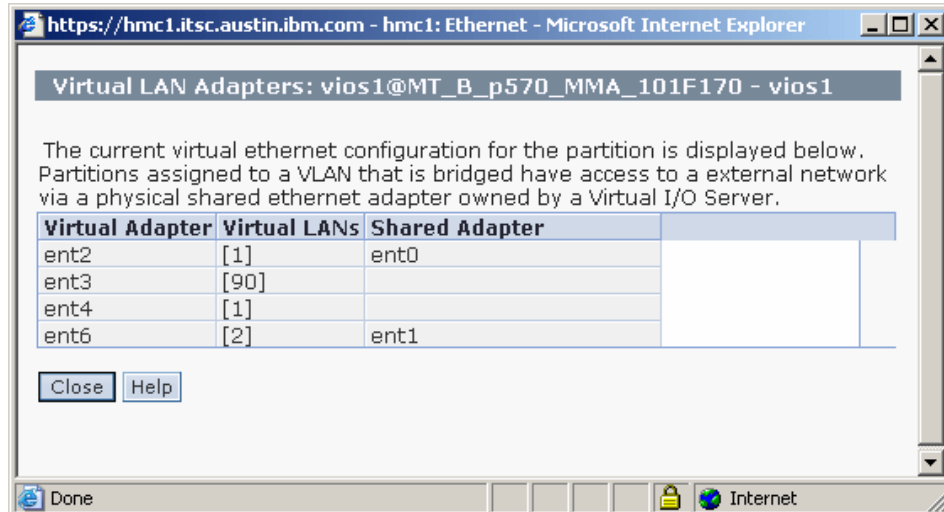 https://hmc1.itsc.austin.ibm.com - hmc1: Ethernet - Microsoft Internet Explorer
Virtual LAN Adapters: vios1@MT_B_p570_MMA_101F170 - vios1
The current virtual ethernet configuration for the partition is displayed below.
Partitions assigned to a VLAN that is bridged have access to a external network
via a physical shared ethernet adapter owned by a Virtual I/O Server.
Virtual Adapter Virtual LANs Shared Adapter
ent2 [1] ent0
ent3 [90]
ent4 [1]
ent6 [2] ent1
Close Help
Done Internet